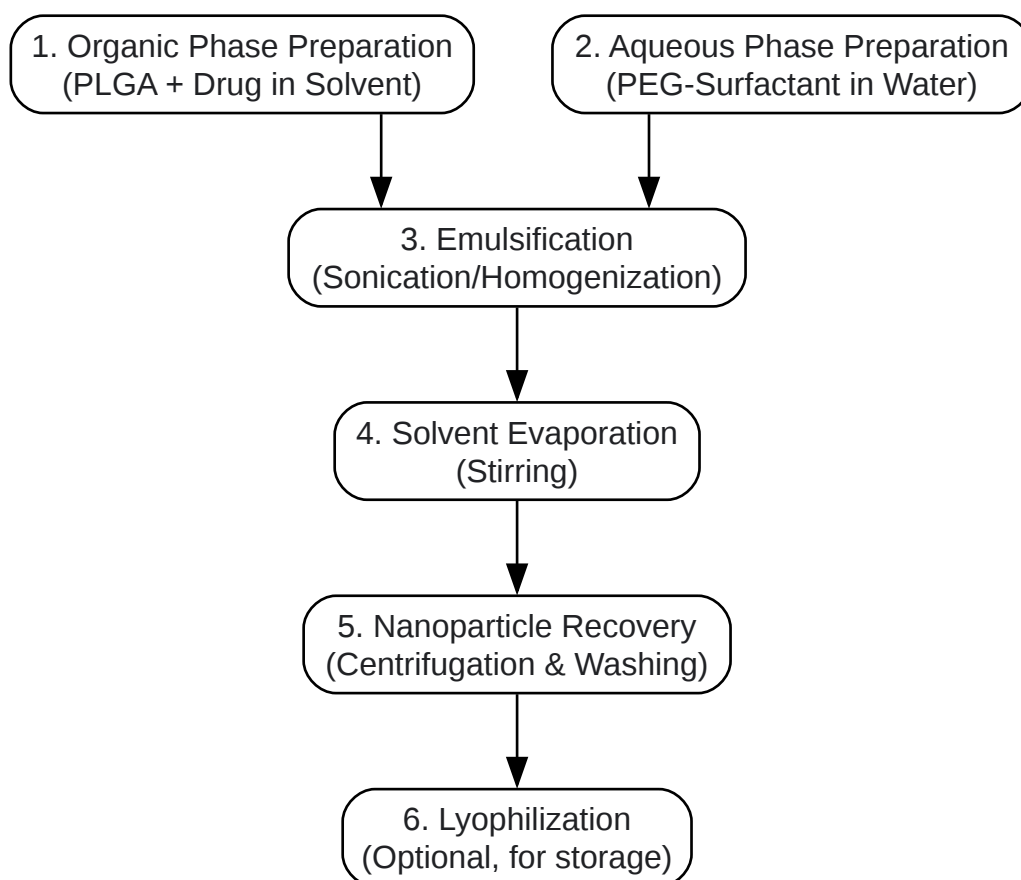 1. Organic Phase Preparation
(PLGA + Drug in Solvent)
2. Aqueous Phase Preparation
(PEG-Surfactant in Water)
3. Emulsification
(Sonication/Homogenization)
4. Solvent Evaporation
(Stirring)
5. Nanoparticle Recovery
(Centrifugation & Washing)
6. Lyophilization
(Optional, for storage)